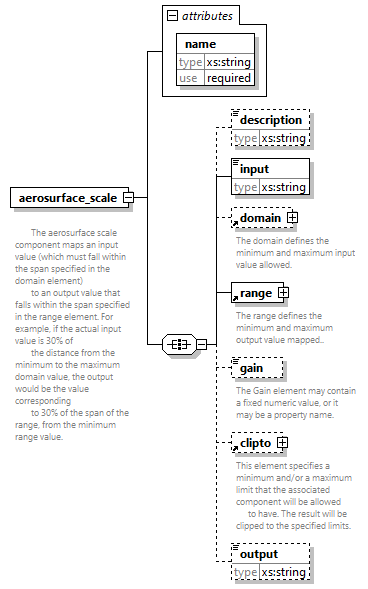 attributes
name
type xs:string
use required
description
type xs:string
input
type xs:string
aerosurface_scale
domain
The aerosurface scale
component maps an input
value (which must fall within
the span specified in the
domain element)
to an output value that
falls within the span specified
in the range element. For
example, if the actual input
value is 30% of
the distance from the
minimum to the maximum
domain value, the output
would be the value
corresponding
to 30% of the span of the
range, from the minimum
range value.
The domain defines the
minimum and maximum input
value allowed.
range
The range defines the
minimum and maximum
output value mapped..
gain
The Gain element may contain
a fixed numeric value, or it
may be a property name.
clipto
This element specifies a
minimum and/or a maximum
limit that the associated
component will be allowed
to have. The result will be
clipped to the specified limits.
output
type xs:string